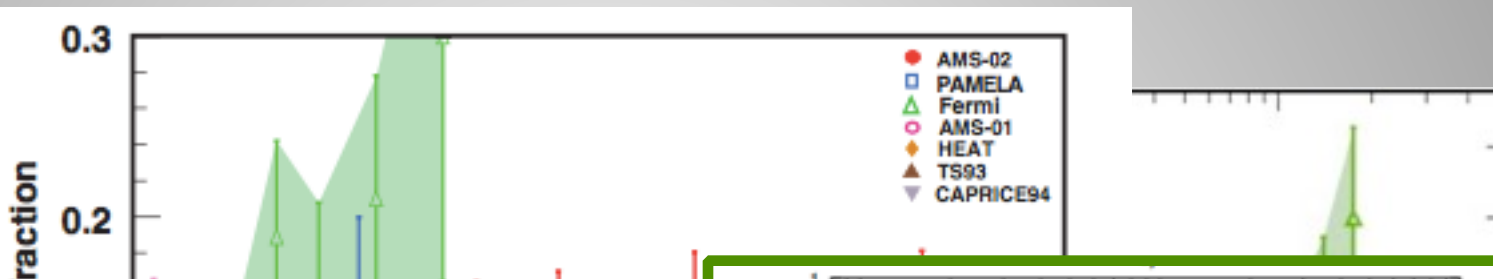 0.3
AMS-02
PAMELA
Fermi
AMS-01
HEAT
TS93
CAPRICE94
0.2
raction